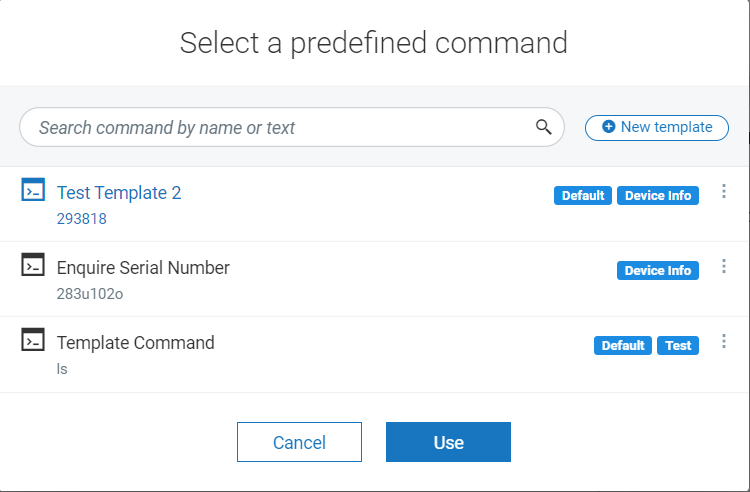 Select a predefined command
Search command by name or text
New template
Test Template 2
Default Device Info
293818
Enquire Serial Number
Device Info
283u102o
Template Command
Default Test
ls
Cancel Use